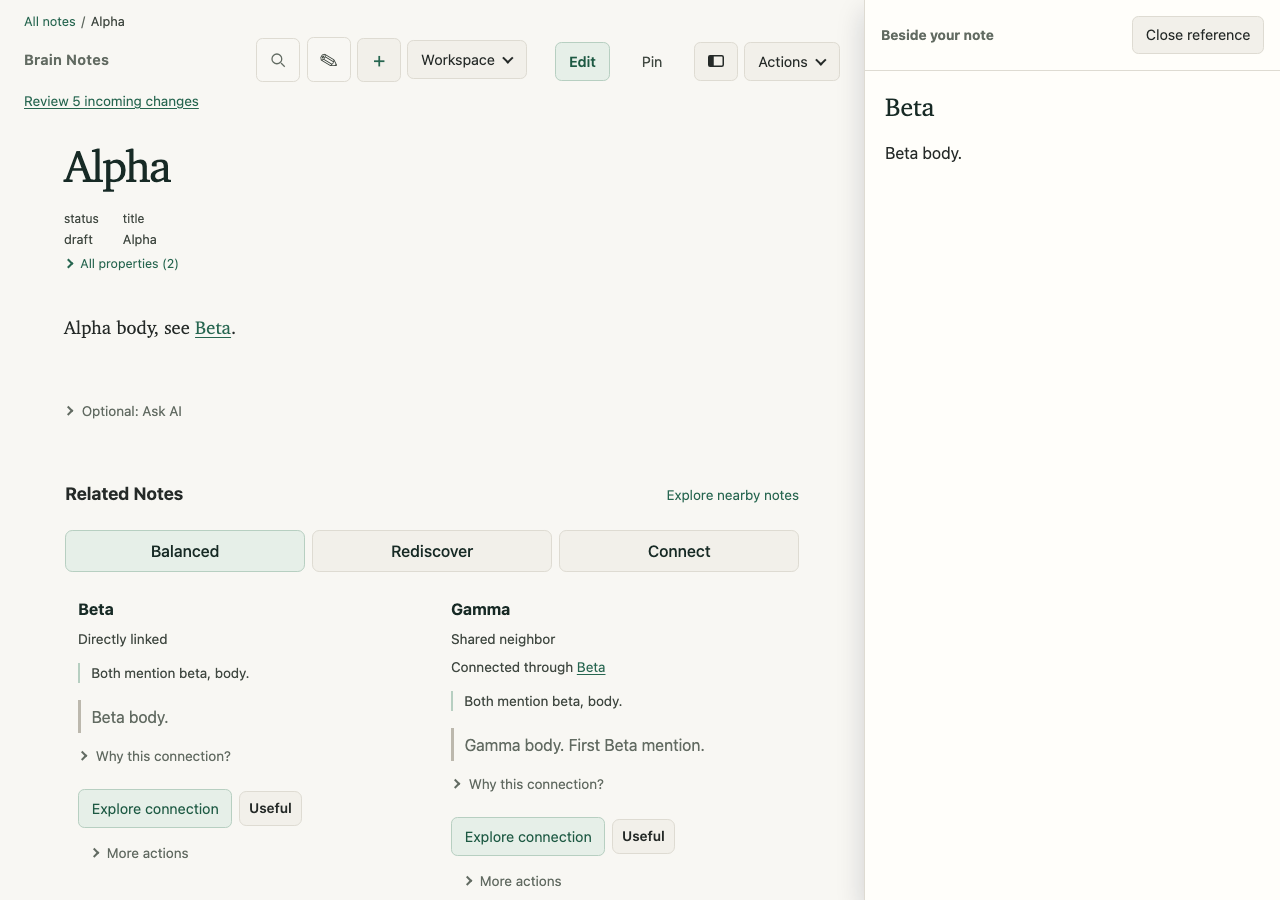 All notes / Alpha
Brain Notes
+
Workspace
Edit
Pin
Actions
Review 5 incoming changes
Alpha
status title
draft Alpha
All properties (2)
Alpha body, see Beta.
Optional: Ask AI
Related Notes
Explore nearby notes
Balanced
Rediscover
Connect
Beta
Directly linked
Both mention beta, body.
Beta body.
Why this connection?
Explore connection
Useful
More actions
Gamma
Shared neighbor
Connected through Beta
Both mention beta, body.
Gamma body. First Beta mention.
Why this connection?
Explore connection
Useful
More actions
Beside your note
Close reference
Beta
Beta body.